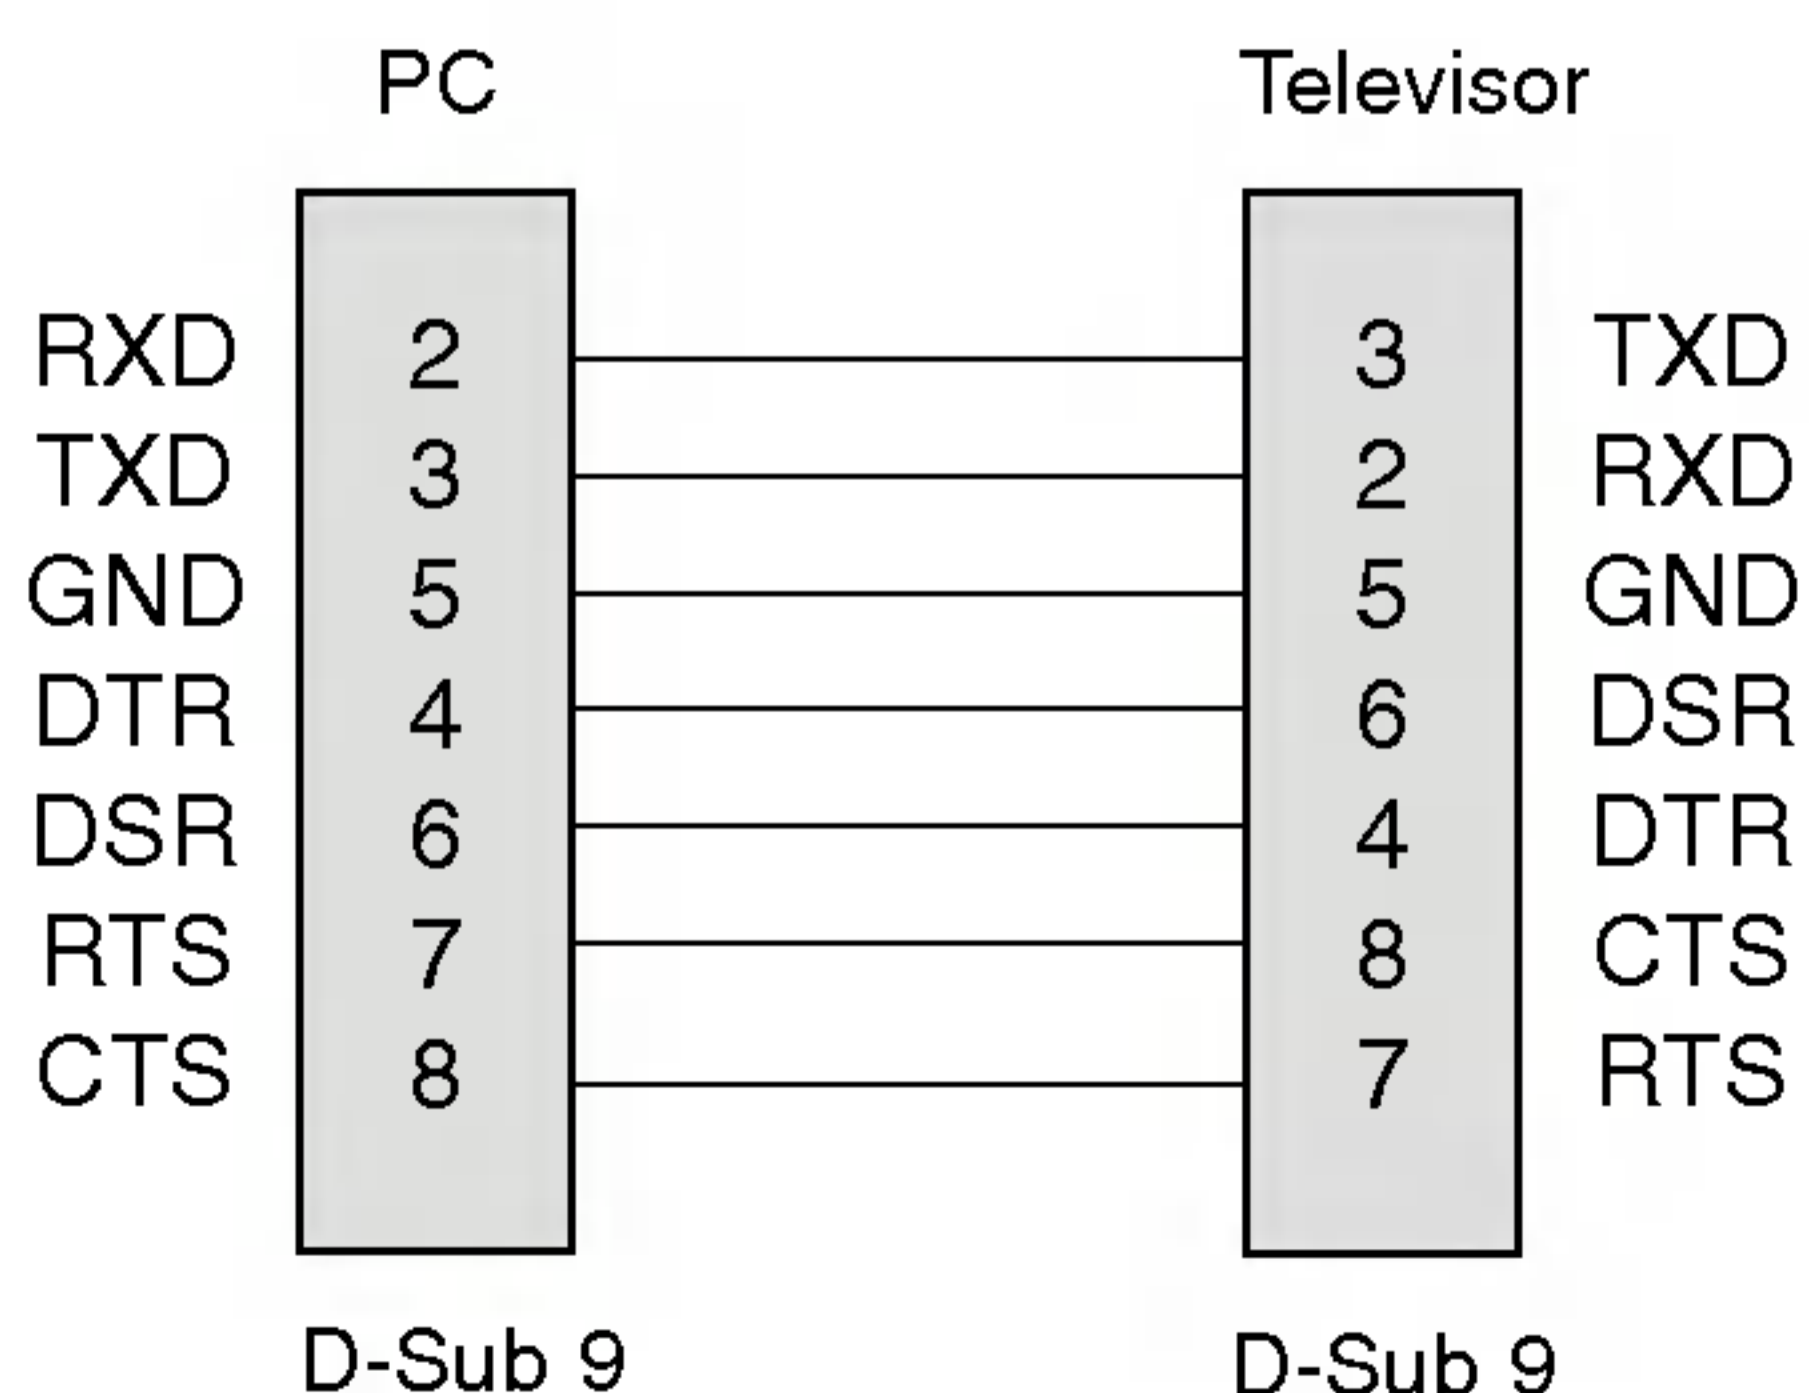 PC Televisor
RXD 2 3 TXD
TXD 3 2 RXD
GND 5 5 GND
DTR 4 6 DSR
DSR 6 4 DTR
RTS 7 8 CTS
CTS 8 7 RTS
D-Sub 9 D-Sub 9